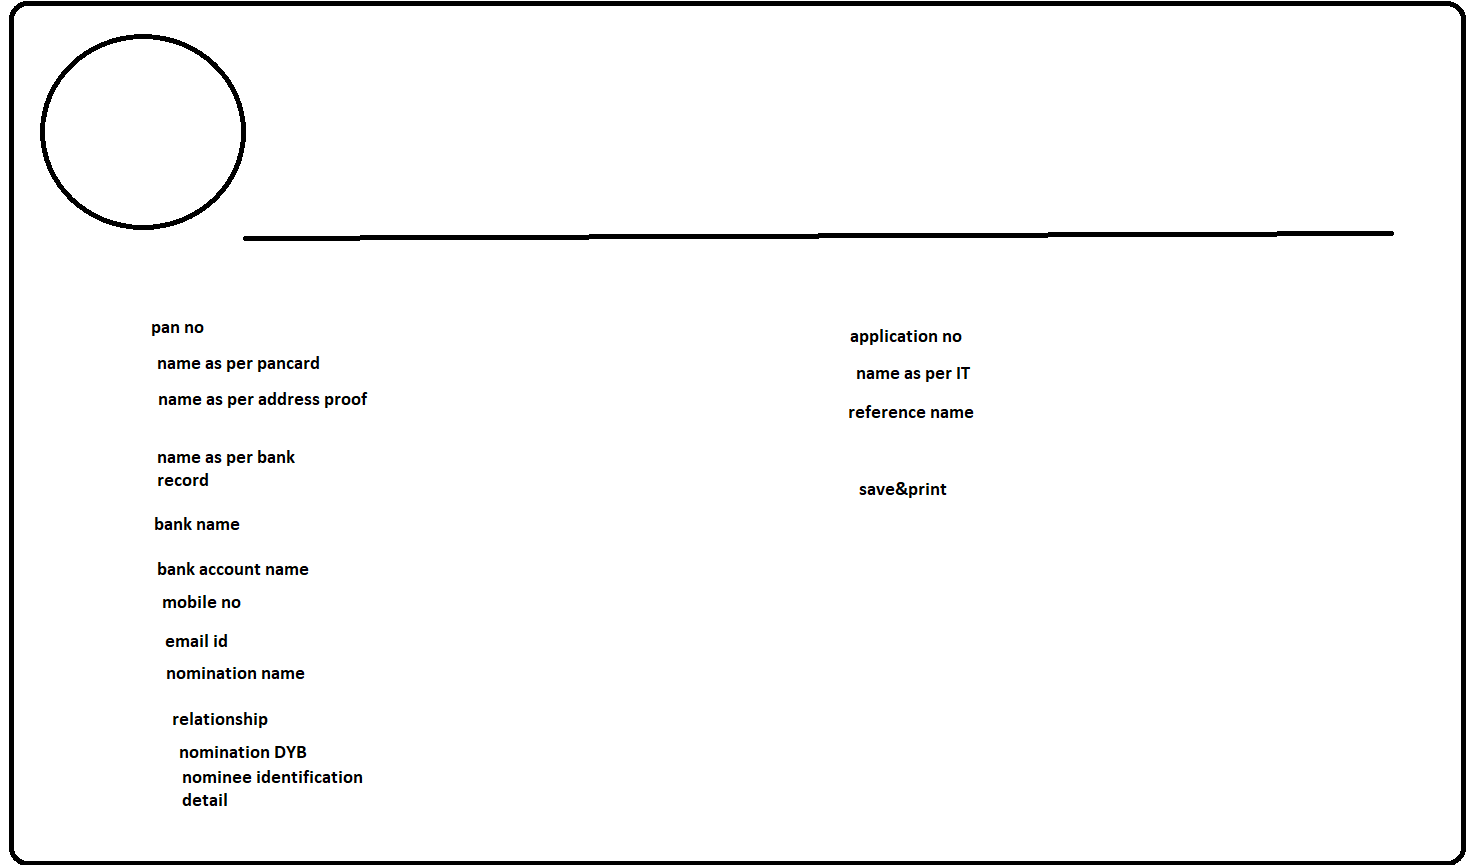 pan no
name as per pancard
name as per address proof
name as per bank
record
bank name
bank account name
mobile no
email id
nomination name
relationship
nomination DYB
nominee identification
detail
application no
name as per IT
reference name
save&print